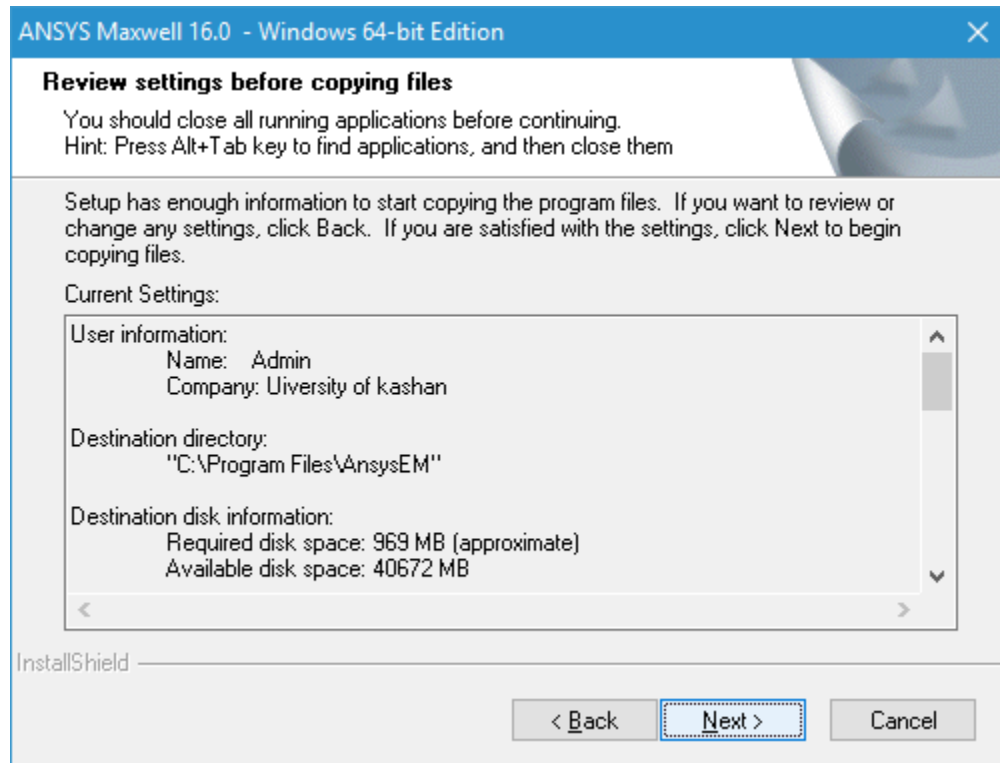 ANSYS Maxwell 16.0 - Windows 64-bit Edition
Review settings before copying files
You should close all running applications before continuing.
Hint: Press Alt+Tab key to find applications, and then close them
Setup has enough information to start copying the program files. If you want to review or
change any settings, click Back. If you are satisfied with the settings, click Next to begin
copying files.
Current Settings:
User information:
Name: Admin
Company: Uiversity of kashan
Destination directory:
"C:\Program Files\AnsysEM"
Destination disk information:
Required disk space: 969 MB (approximate)
Available disk space: 40672 MB
InstallShield
< Back Next > Cancel